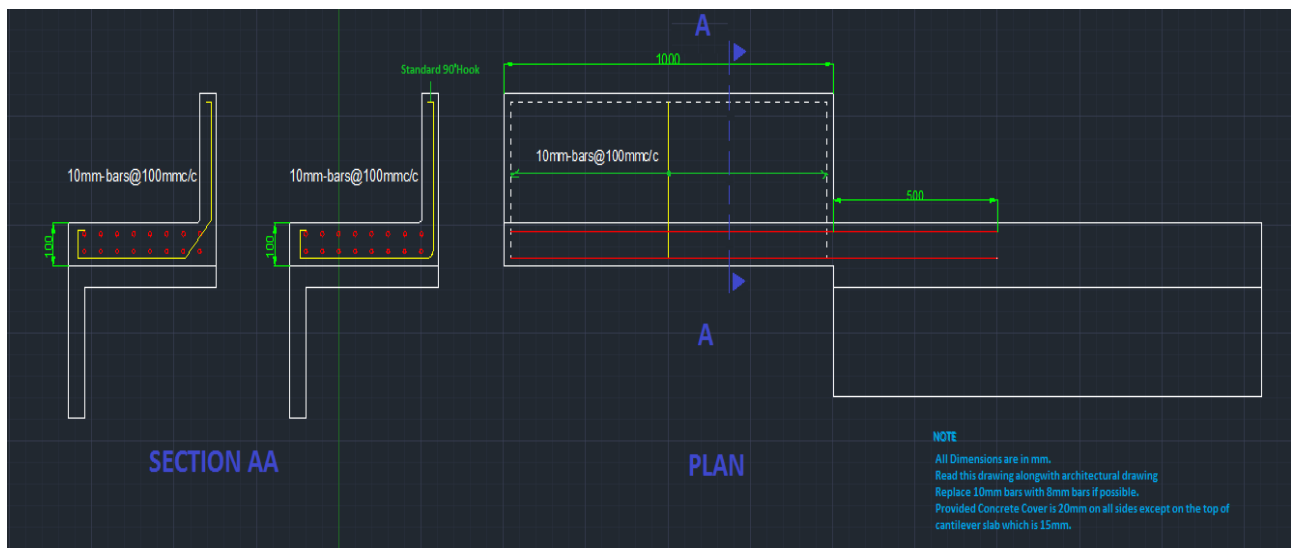 A
1000
Standard 90°Hook
10mm-bars@100mmc/c
10mm-bars@100mmc/c
10mm-bars@100mmc/c
500
100
100
A
SECTION AA
PLAN
NOTE
All Dimensions are in mm.
Read this drawing alongwith architectural drawing
Replace 10mm bars with 8mm bars if possible.
Provided Concrete Cover is 20mm on all sides except on the top of
cantilever slab which is 15mm.